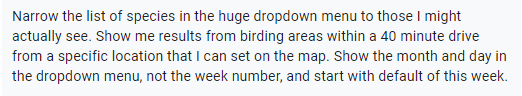 Narrow the list of species in the huge dropdown menu to those I might
actually see. Show me results from birding areas within a 40 minute drive
from a specific location that I can set on the map. Show the month and day in
the dropdown menu, not the week number, and start with default of this week.